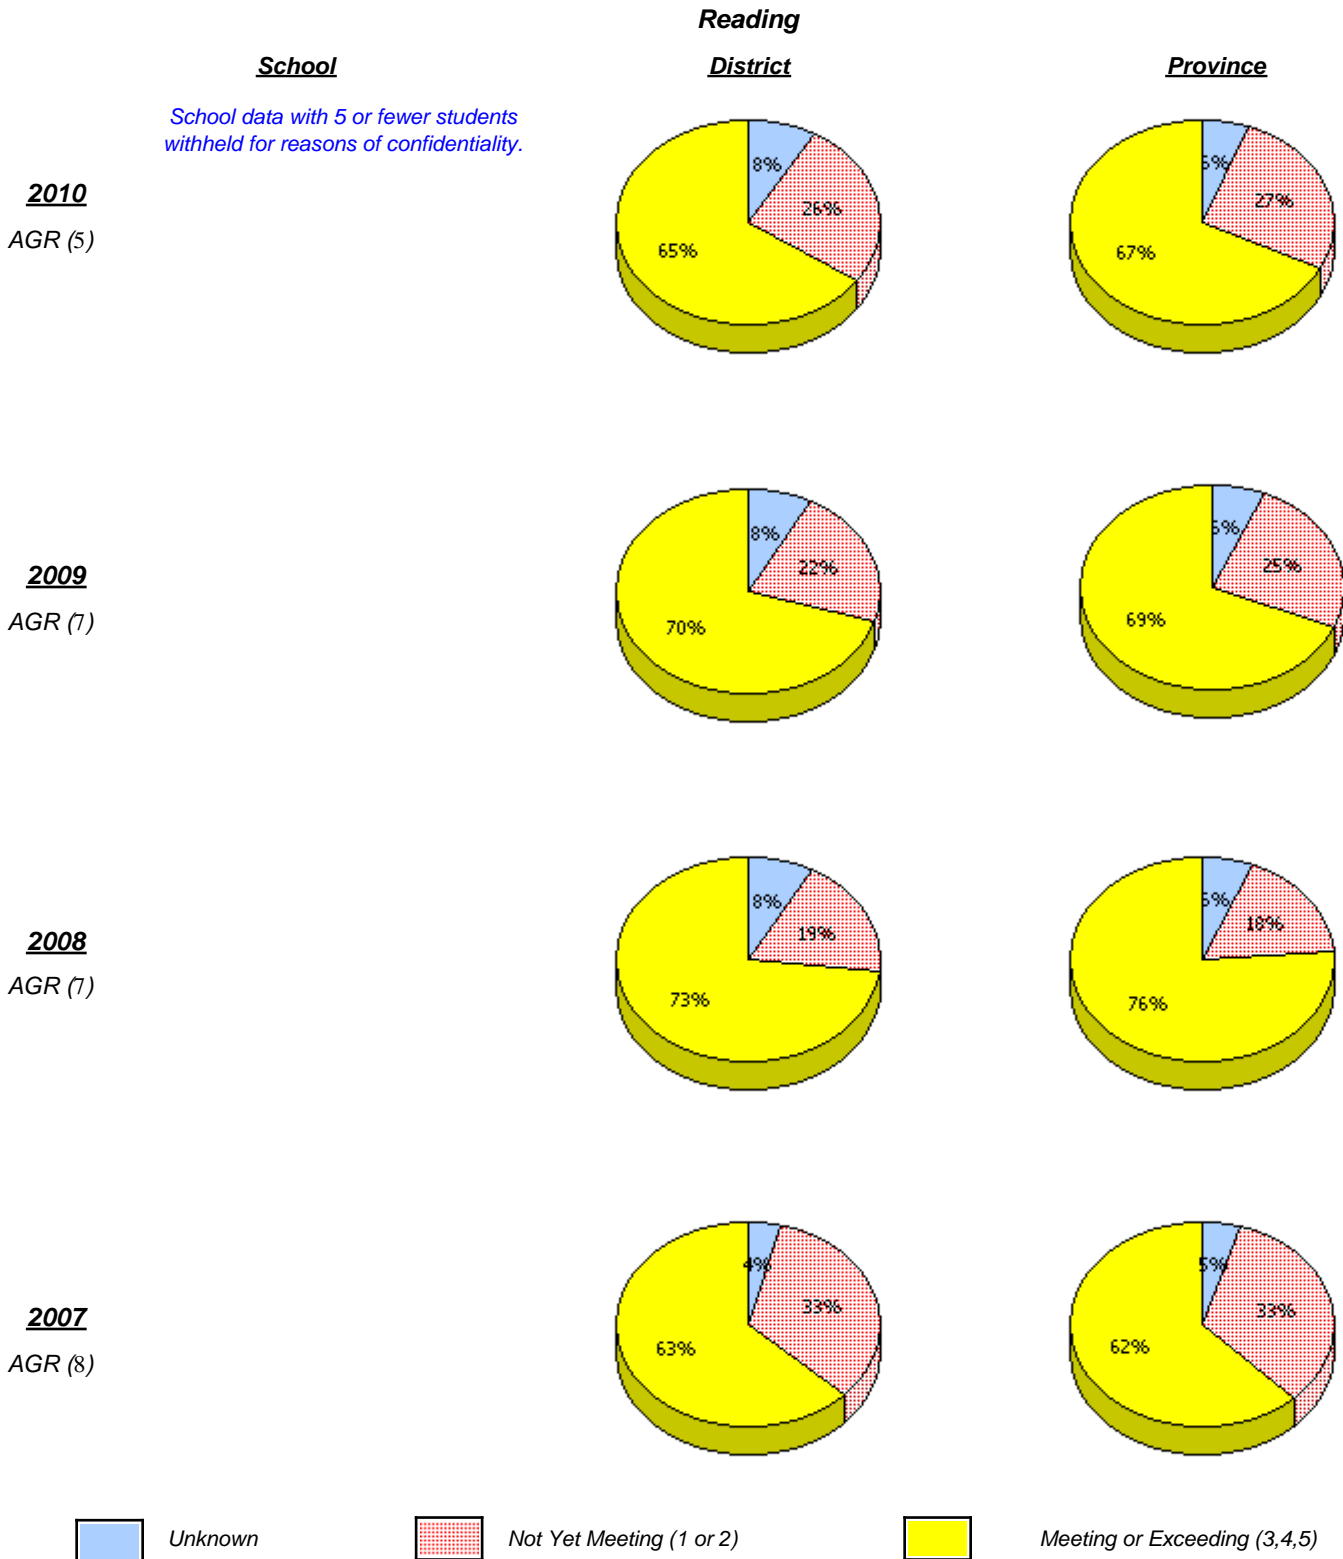 Reading
School
District
Province
School data with 5 or fewer students
withheld for reasons of confidentiality.
2010
AGR (5)
8%
26%
65%
27%
67%
2009
AGR (7)
8%
22%
70%
25%
69%
2008
AGR (7)
8%
19%
73%
18%
76%
2007
AGR (8)
4%
33%
63%
5%
33%
62%
Unknown
Not Yet Meeting (1 or 2)
Meeting or Exceeding (3,4,5)